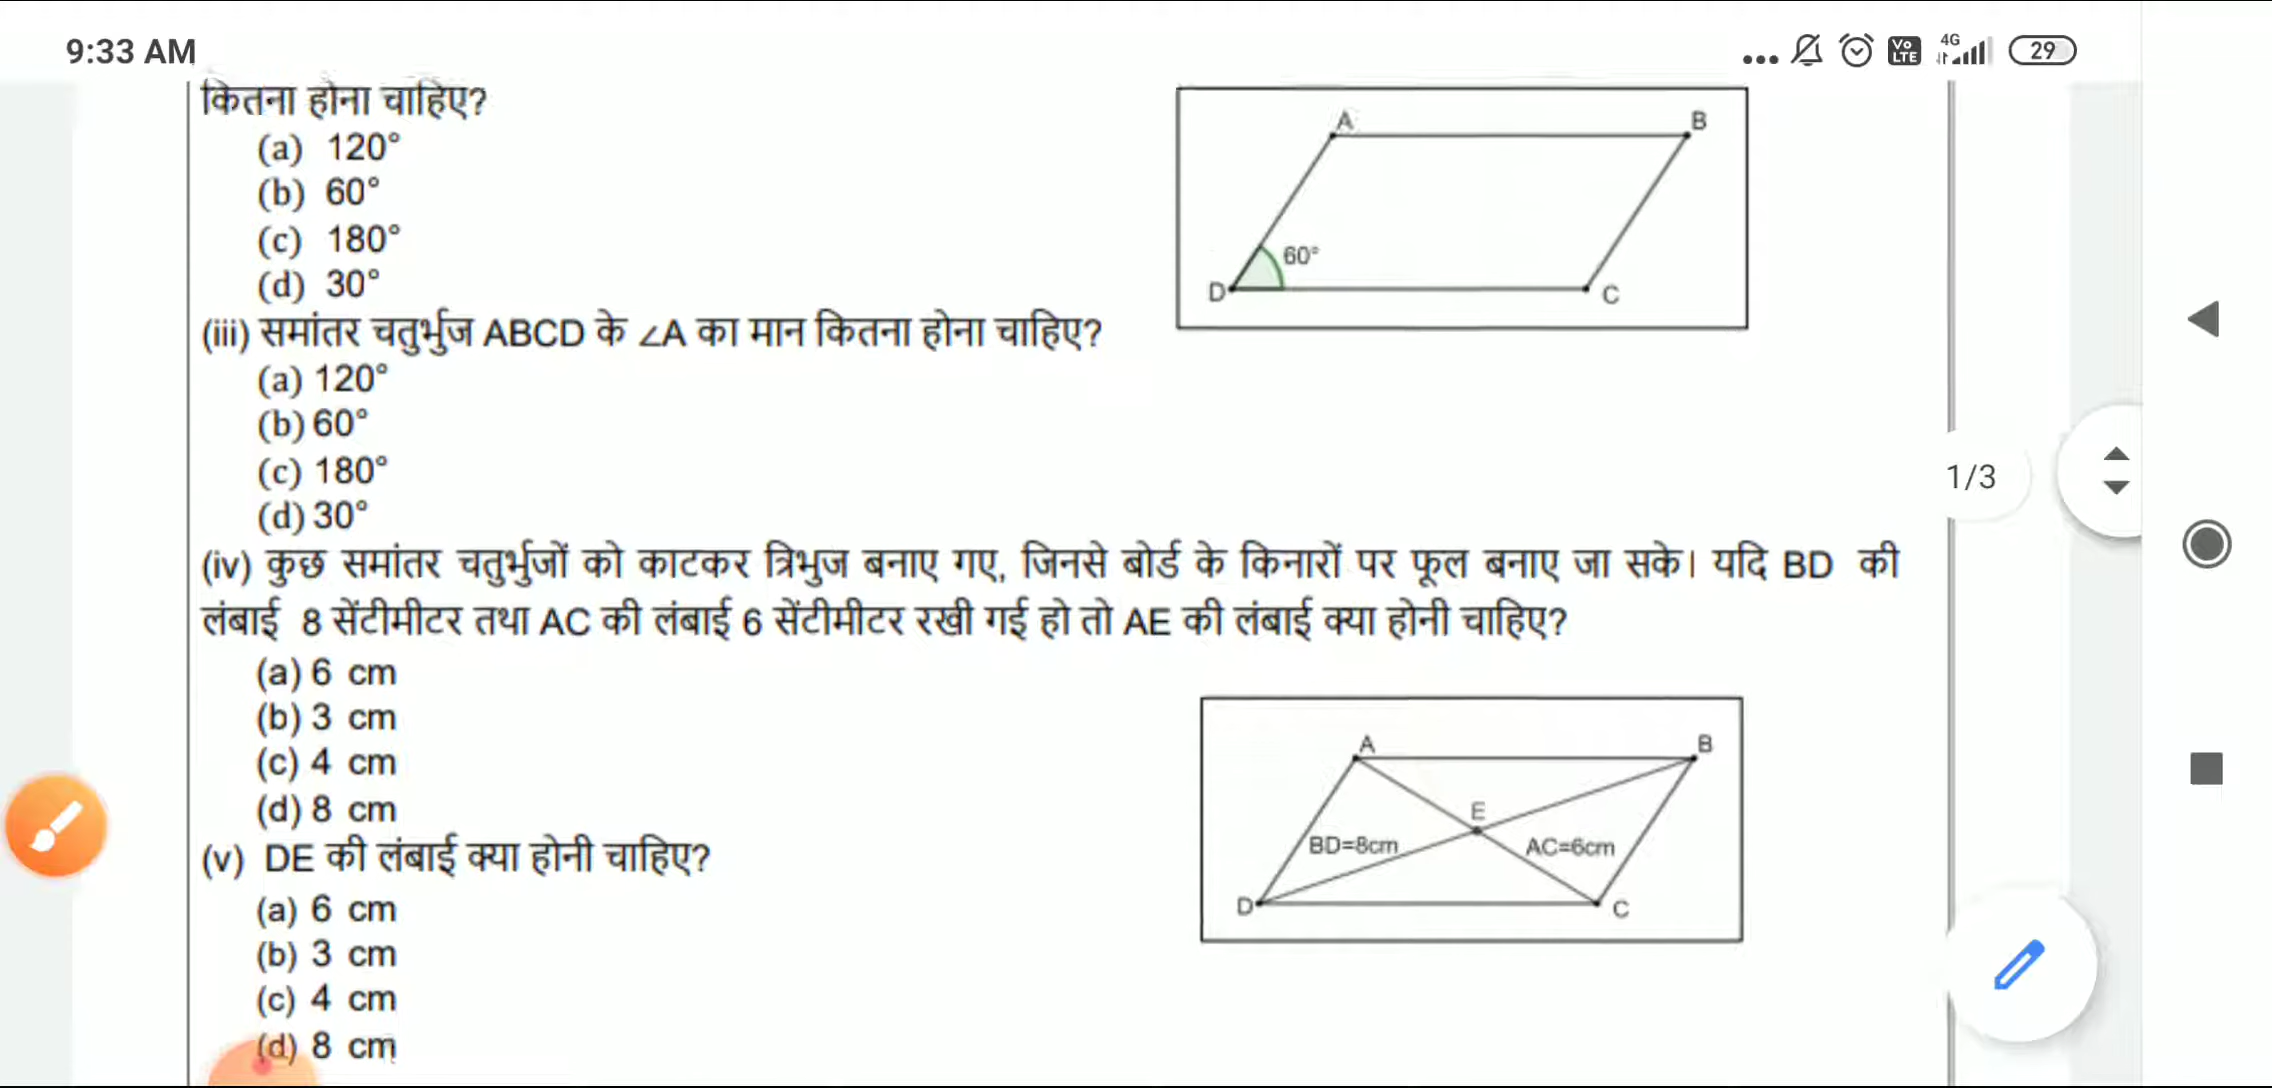 9:33 AM
... Vo LTE 4G 29
कितना होना चाहिए?
(a) 120°
(b) 60°
(c) 180°
(d) 30°
A B
60°
D C
(iii) समांतर चतुर्भुज ABCD के ∠A का मान कितना होना चाहिए?
(a) 120°
(b) 60°
(c) 180°
(d) 30°
1/3
(iv) कुछ समांतर चतुर्भुजों को काटकर त्रिभुज बनाए गए, जिनसे बोर्ड के किनारों पर फूल बनाए जा सके। यदि BD की
लंबाई 8 सेंटीमीटर तथा AC की लंबाई 6 सेंटीमीटर रखी गई हो तो AE की लंबाई क्या होनी चाहिए?
(a) 6 cm
(b) 3 cm
(c) 4 cm
(d) 8 cm
A B
E
BD=8cm AC=6cm
D C
(v) DE की लंबाई क्या होनी चाहिए?
(a) 6 cm
(b) 3 cm
(c) 4 cm
(d) 8 cm